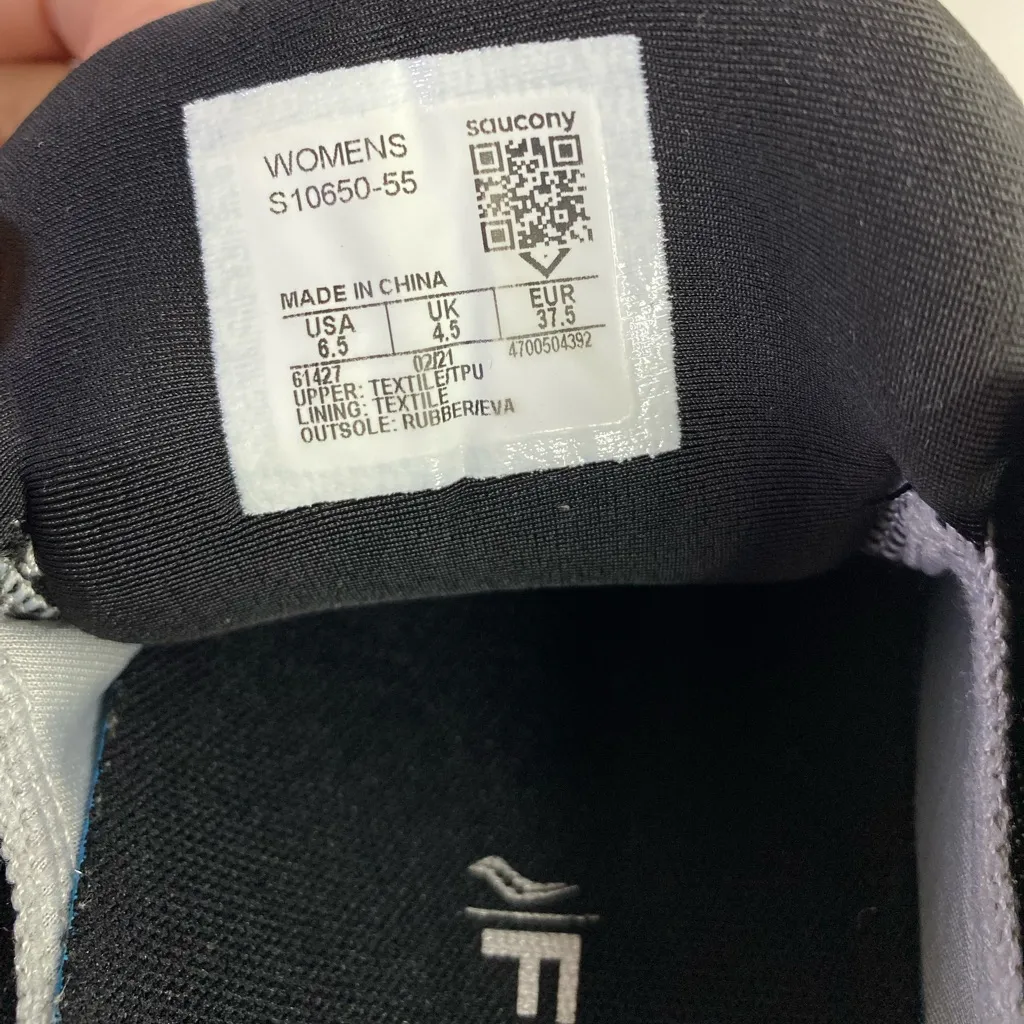 WOMENS
S10650-55
saucony
MADE IN CHINA
USA UK EUR
6.5 4.5 37.5
61427 02/21 4700504392
UPPER: TEXTILE/TPU
LINING: TEXTILE
OUTSOLE: RUBBER/EVA
F